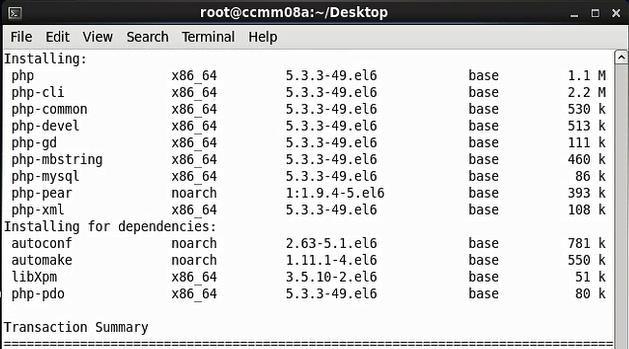 root@ccmm08a:~/Desktop
File Edit View Search Terminal Help
Installing:
php x86_64 5.3.3-49.el6 base 1.1 M
php-cli x86_64 5.3.3-49.el6 base 2.2 M
php-common x86_64 5.3.3-49.el6 base 530 k
php-devel x86_64 5.3.3-49.el6 base 513 k
php-gd x86_64 5.3.3-49.el6 base 111 k
php-mbstring x86_64 5.3.3-49.el6 base 460 k
php-mysql x86_64 5.3.3-49.el6 base 86 k
php-pear noarch 1:1.9.4-5.el6 base 393 k
php-xml x86_64 5.3.3-49.el6 base 108 k
Installing for dependencies:
autoconf noarch 2.63-5.1.el6 base 781 k
automake noarch 1.11.1-4.el6 base 550 k
libXpm x86_64 3.5.10-2.el6 base 51 k
php-pdo x86_64 5.3.3-49.el6 base 80 k
Transaction Summary
================================================================================